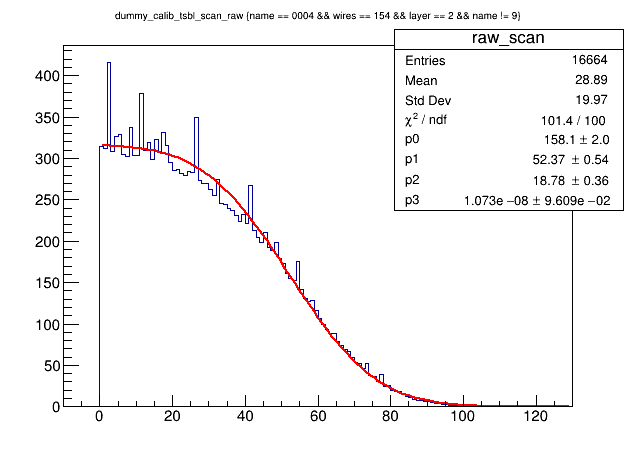 dummy_calib_tsbl_scan_raw {name == 0004 && wires == 154 && layer == 2 && name != 9}
raw_scan
Entries 16664
Mean 28.89
Std Dev 19.97
χ² / ndf 101.4 / 100
p0 158.1 ± 2.0
p1 52.37 ± 0.54
p2 18.78 ± 0.36
p3 1.073e −08 ± 9.609e −02
400
350
300
250
200
150
100
50
0
0 20 40 60 80 100 120